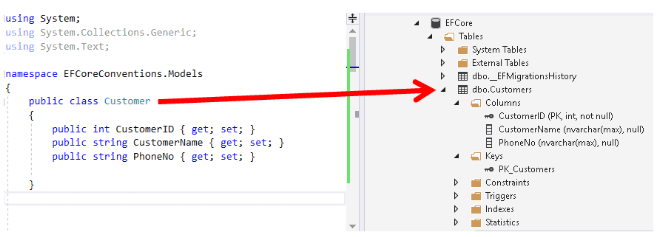 using System;
using System.Collections.Generic;
using System.Text;
namespace EFCoreConventions.Models
{
public class Customer
{
public int CustomerID { get; set; }
public string CustomerName { get; set; }
public string PhoneNo { get; set; }
}
EFCore
Tables
System Tables
External Tables
dbo.__EFMigrationsHistory
dbo.Customers
Columns
CustomerID (PK, int, not null)
CustomerName (nvarchar(max), null)
PhoneNo (nvarchar(max), null)
Keys
PK_Customers
Constraints
Triggers
Indexes
Statistics